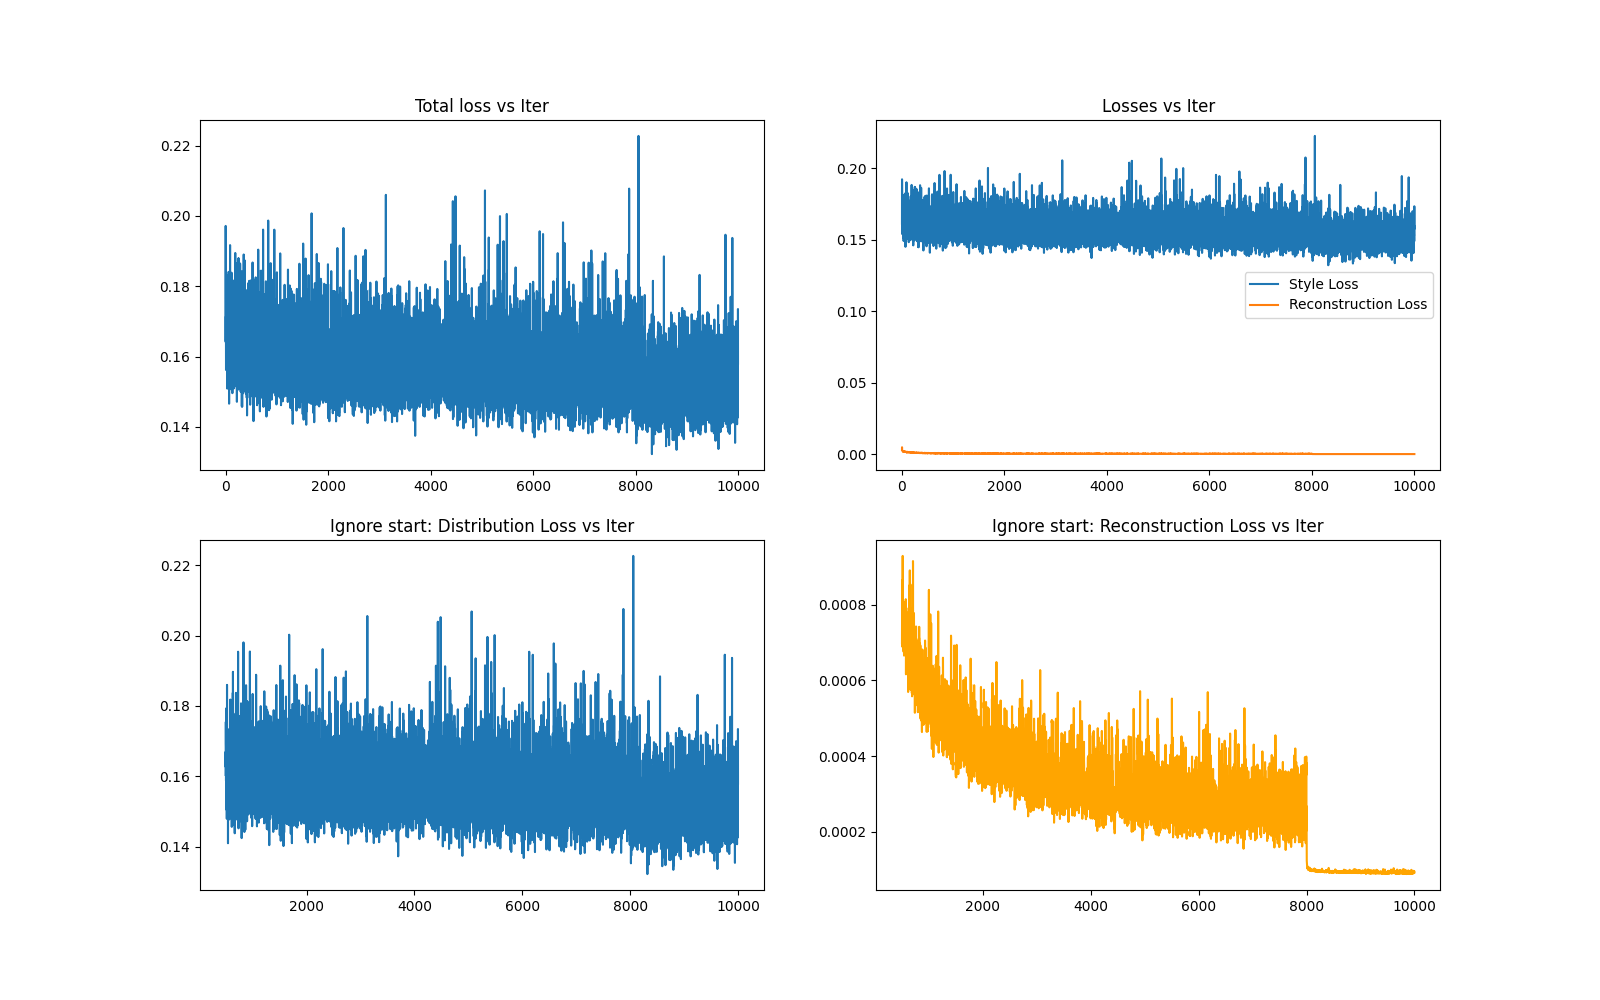 Total loss vs Iter
0.22
0.20
0.18
0.16
0.14
0 2000 4000 6000 8000 10000
Losses vs Iter
0.20
0.15
0.10
0.05
0.00
Style Loss
Reconstruction Loss
0 2000 4000 6000 8000 10000
Ignore start: Distribution Loss vs Iter
0.22
0.20
0.18
0.16
0.14
2000 4000 6000 8000 10000
Ignore start: Reconstruction Loss vs Iter
0.0008
0.0006
0.0004
0.0002
2000 4000 6000 8000 10000